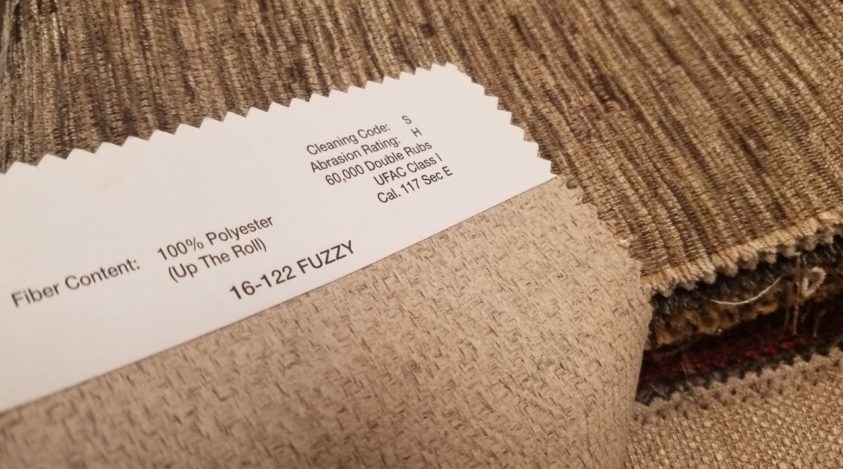 Cleaning Code: S
Abrasion Rating: H
60,000 Double Rubs
UFAC Class I
Cal. 117 Sec E
Fiber Content: 100% Polyester
(Up The Roll)
16-122 FUZZY